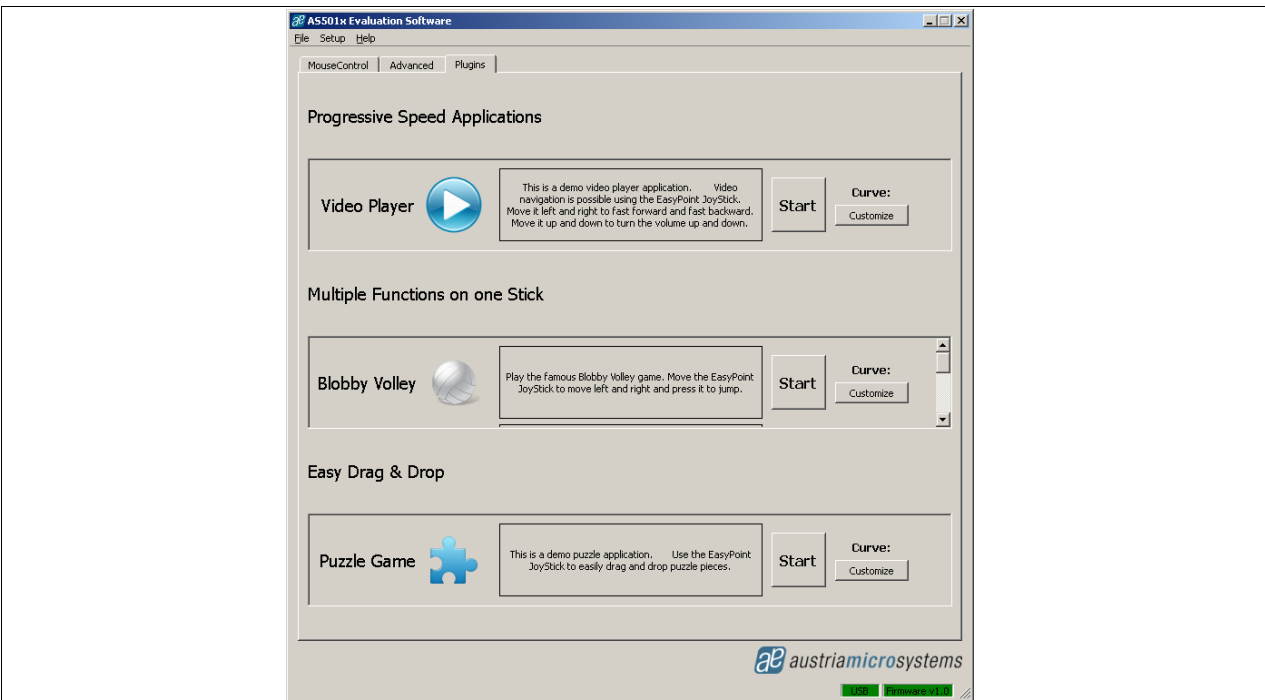 AS501x Evaluation Software
File Setup Help
MouseControl Advanced Plugins
Progressive Speed Applications
Video Player
This is a demo video player application. Video
navigation is possible using the EasyPoint JoyStick.
Move it left and right to fast forward and fast backward.
Move it up and down to turn the volume up and down.
Start
Curve:
Customize
Multiple Functions on one Stick
Blobby Volley
Play the famous Blobby Volley game. Move the EasyPoint
JoyStick to move left and right and press it to jump.
Start
Curve:
Customize
Easy Drag & Drop
Puzzle Game
This is a demo puzzle application. Use the EasyPoint
JoyStick to easily drag and drop puzzle pieces.
Start
Curve:
Customize
austriamicrosystems
USB Firmware v1.0